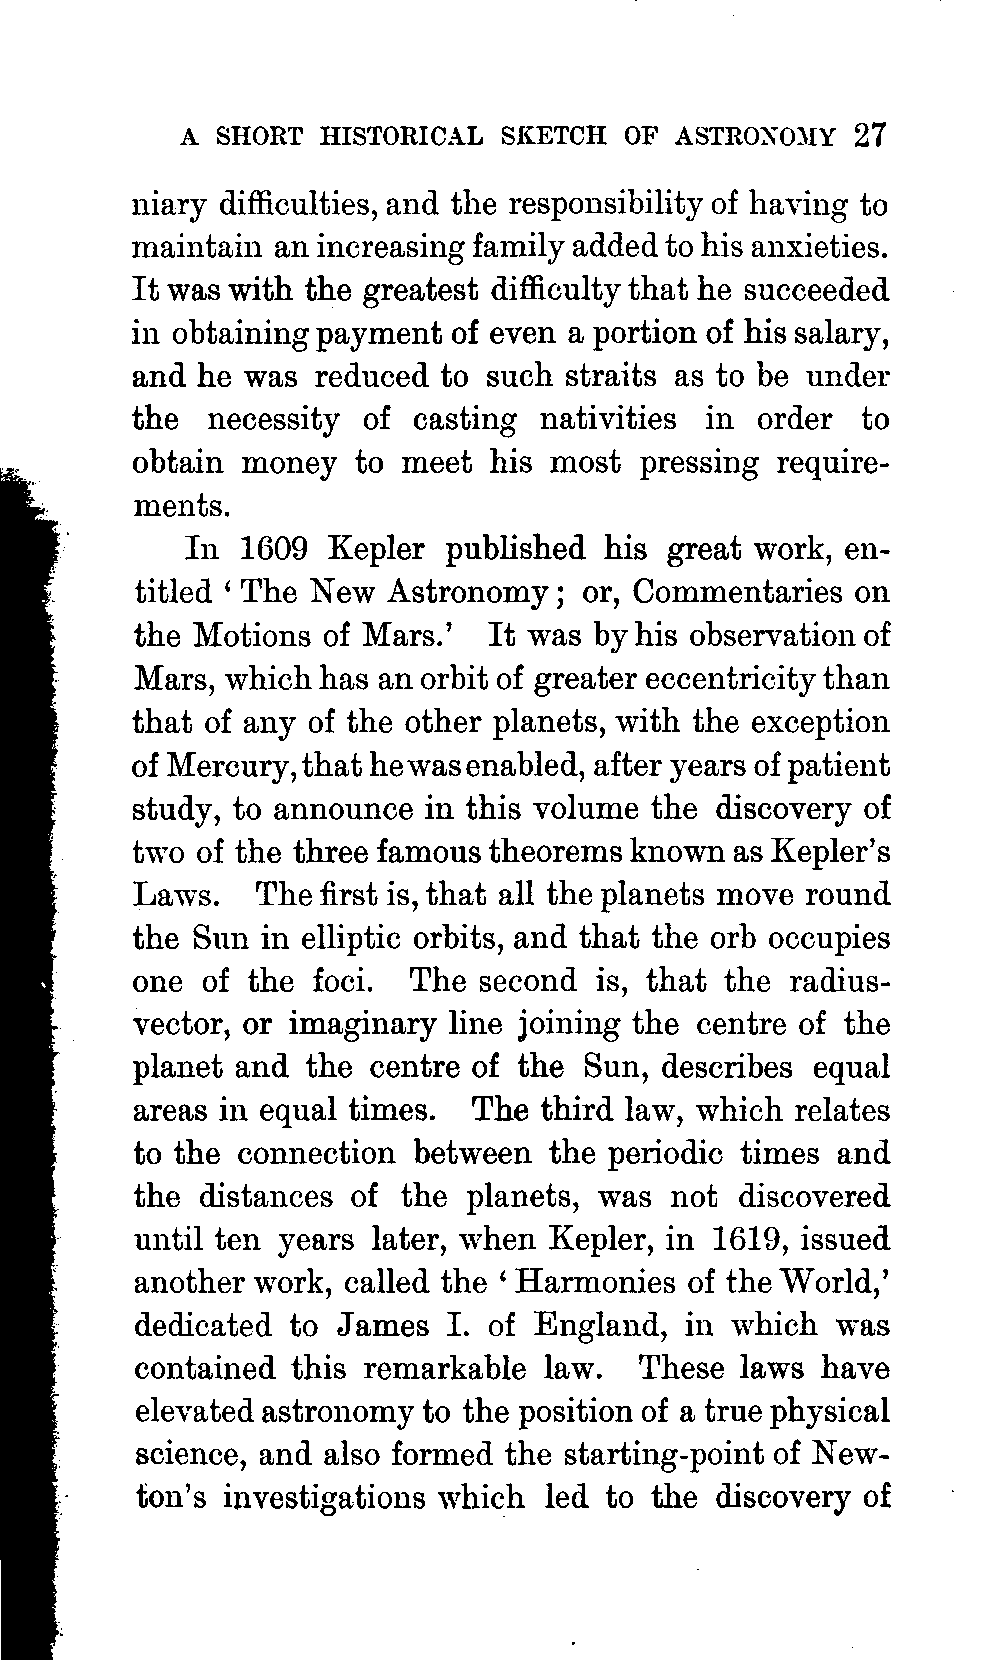 A SHORT HISTORICAL SKETCH OF ASTRONOMY 27
niary difficulties, and the responsibility of having to
maintain an increasing family added to his anxieties.
It was with the greatest difficulty that he succeeded
in obtaining payment of even a portion of his salary,
and he was reduced to such straits as to be under
the necessity of casting nativities in order to
obtain money to meet his most pressing require-
ments.
In 1609 Kepler published his great work, en-
titled ‘ The New Astronomy ; or, Commentaries on
the Motions of Mars.’ It was by his observation of
Mars, which has an orbit of greater eccentricity than
that of any of the other planets, with the exception
of Mercury, that he was enabled, after years of patient
study, to announce in this volume the discovery of
two of the three famous theorems known as Kepler’s
Laws. The first is, that all the planets move round
the Sun in elliptic orbits, and that the orb occupies
one of the foci. The second is, that the radius-
vector, or imaginary line joining the centre of the
planet and the centre of the Sun, describes equal
areas in equal times. The third law, which relates
to the connection between the periodic times and
the distances of the planets, was not discovered
until ten years later, when Kepler, in 1619, issued
another work, called the ‘ Harmonies of the World,’
dedicated to James I. of England, in which was
contained this remarkable law. These laws have
elevated astronomy to the position of a true physical
science, and also formed the starting-point of New-
ton’s investigations which led to the discovery of